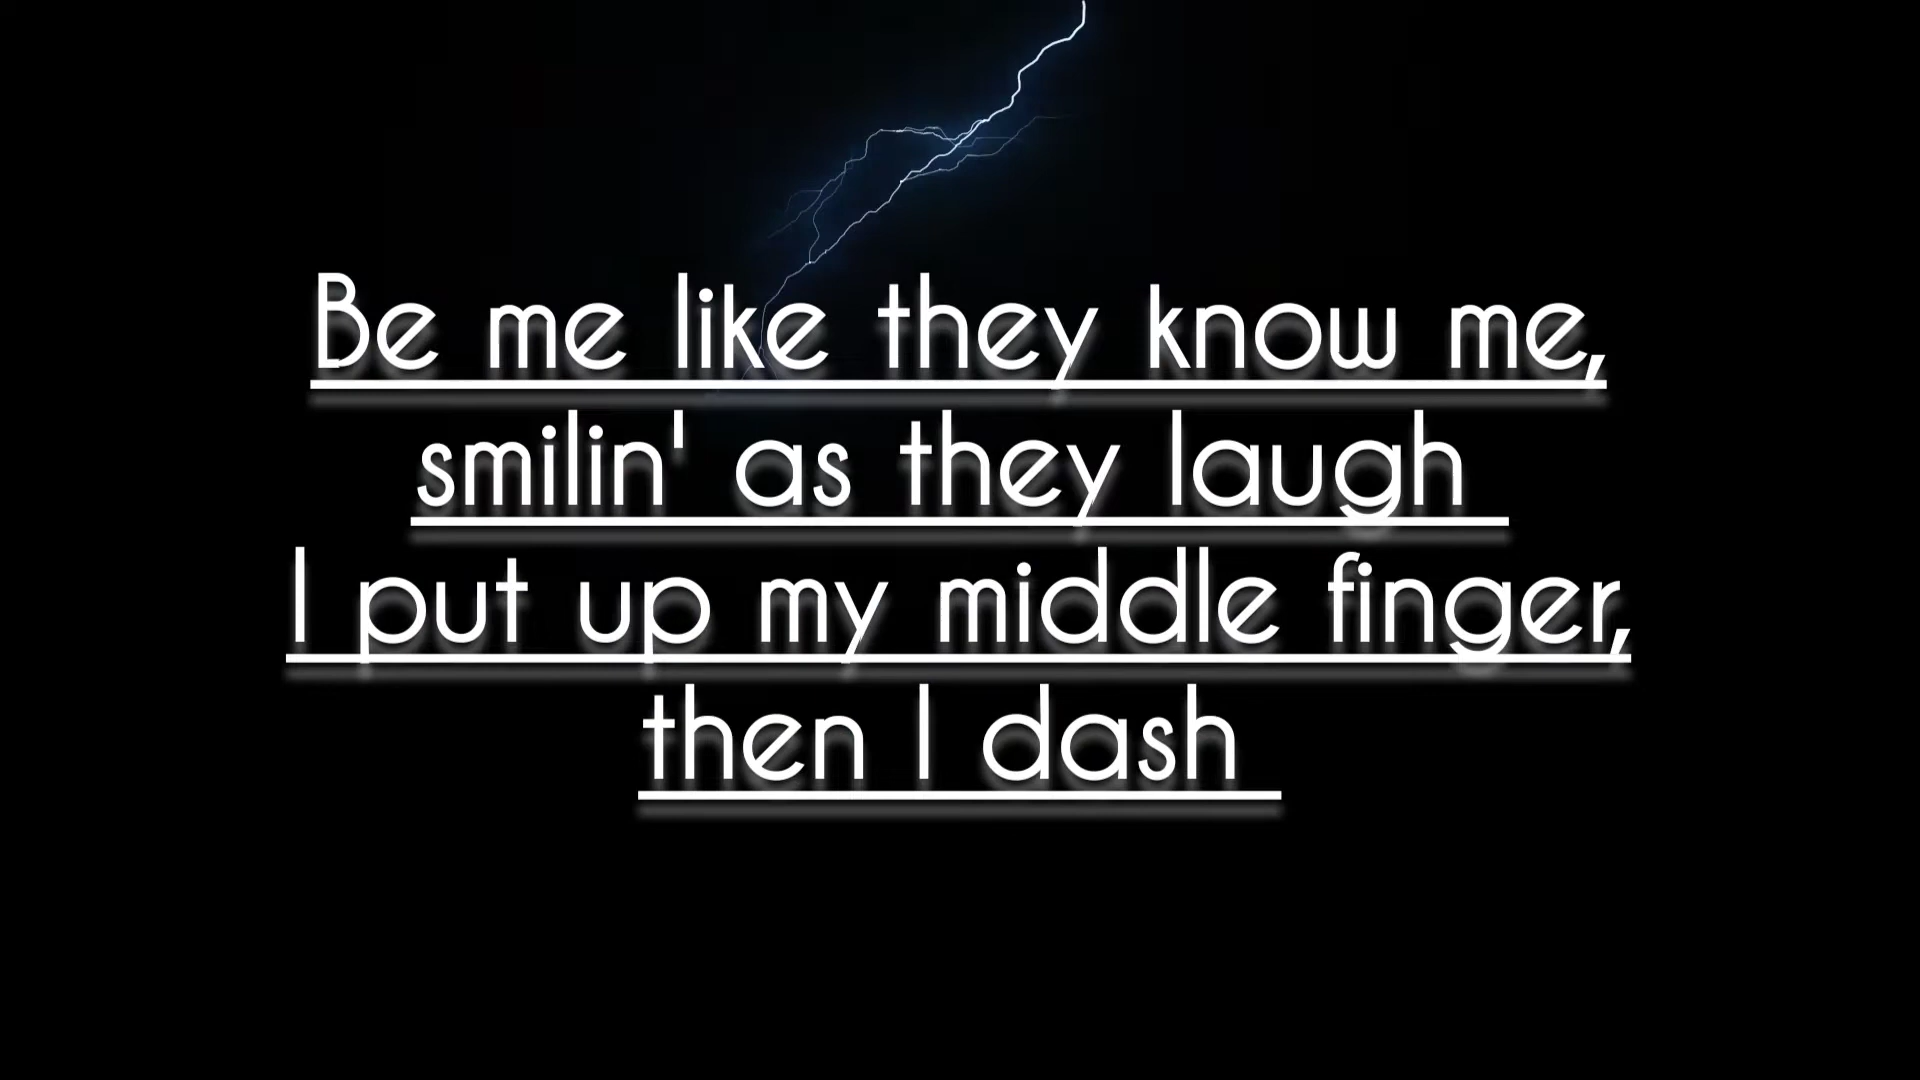 Be me like they know me,
smilin' as they laugh
I put up my middle finger,
then I dash